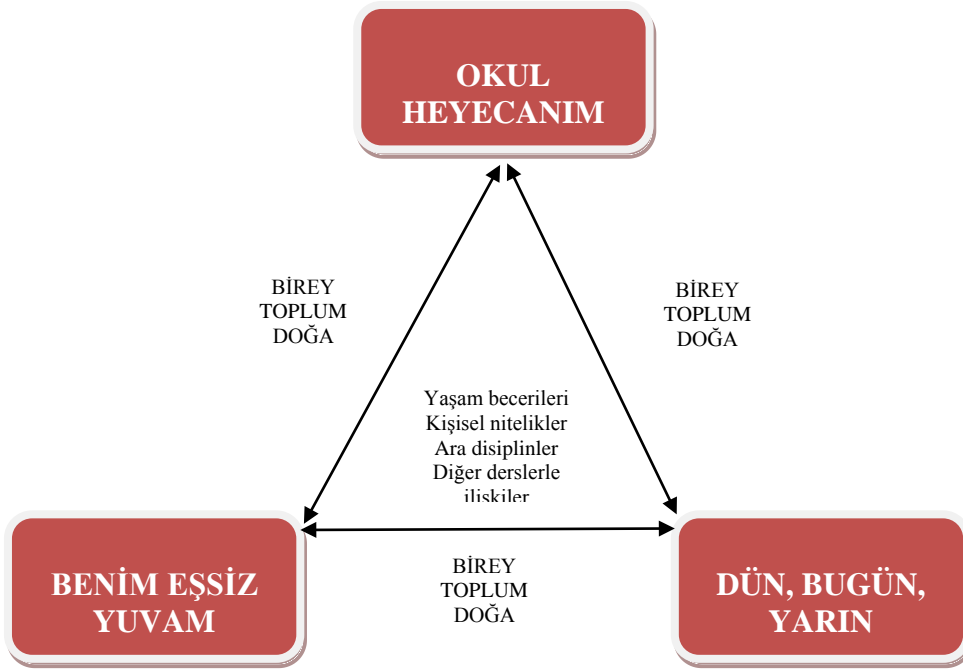 OKUL
HEYECANIM
BİREY
TOPLUM
DOĞA
BİREY
TOPLUM
DOĞA
Yaşam becerileri
Kişisel nitelikler
Ara disiplinler
Diğer derslerle
ilişkiler
BENİM EŞSİZ
YUVAM
BİREY
TOPLUM
DOĞA
DÜN, BUGÜN,
YARIN